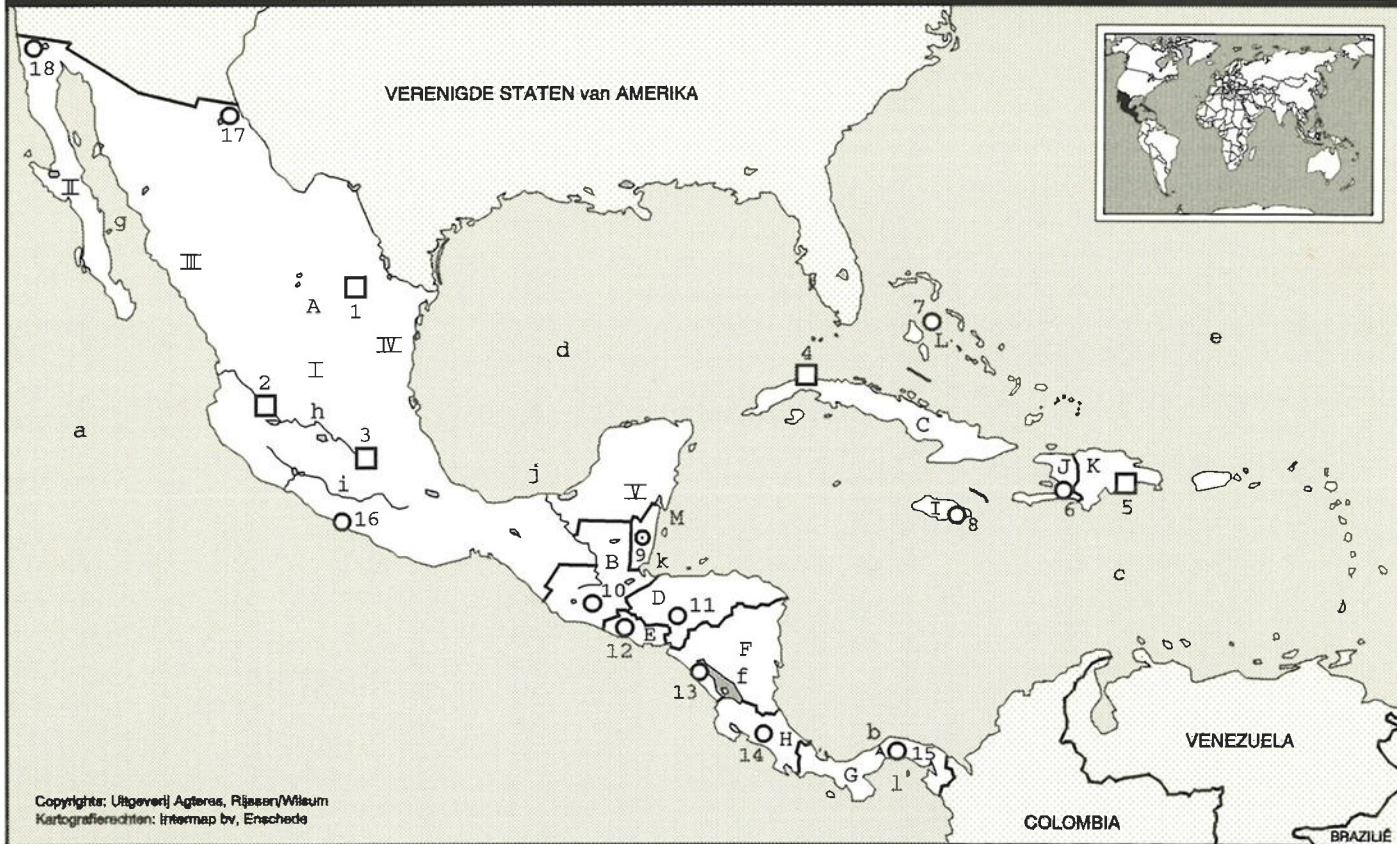 18
VERENIGDE STATEN van AMERIKA
17
II
g
III
A
1
7
L
e
IV
d
4
I
2
h
a
C
3
j
J
K
i
V
I
16
M
6
5
8
9
B
k
c
10
D
11
E
12
F
f
13
b
H
14
15
VENEZUELA
G
l
Copyrights: Uitgeverij Agteres, Rijssen/Wilsum
Kartografierechten: Intermap bv, Enschede
COLOMBIA
BRAZILIË